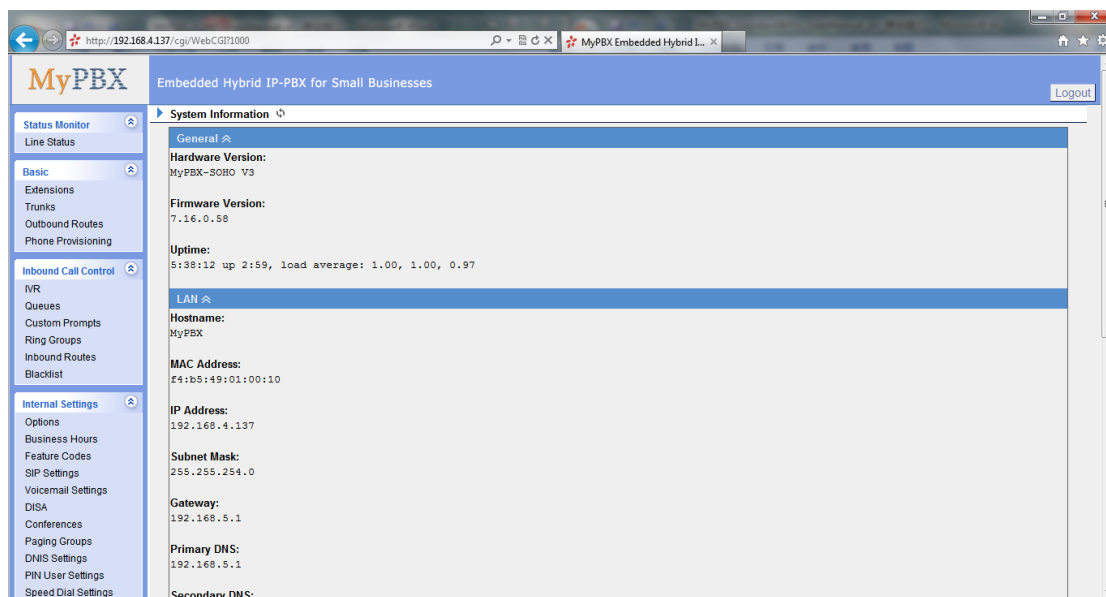 http://192.168.4.137/cgi/WebCGI?1000
MyPBX Embedded Hybrid I...
MyPBX
Embedded Hybrid IP-PBX for Small Businesses
Logout
Status Monitor
Line Status
Basic
Extensions
Trunks
Outbound Routes
Phone Provisioning
Inbound Call Control
IVR
Queues
Custom Prompts
Ring Groups
Inbound Routes
Blacklist
Internal Settings
Options
Business Hours
Feature Codes
SIP Settings
Voicemail Settings
DISA
Conferences
Paging Groups
DNIS Settings
PIN User Settings
Speed Dial Settings
System Information
General
Hardware Version:
MyPBX-SOHO V3
Firmware Version:
7.16.0.58
Uptime:
5:38:12 up 2:59, load average: 1.00, 1.00, 0.97
LAN
Hostname:
MyPBX
MAC Address:
f4:b5:49:01:00:10
IP Address:
192.168.4.137
Subnet Mask:
255.255.254.0
Gateway:
192.168.5.1
Primary DNS:
192.168.5.1
Secondary DNS: